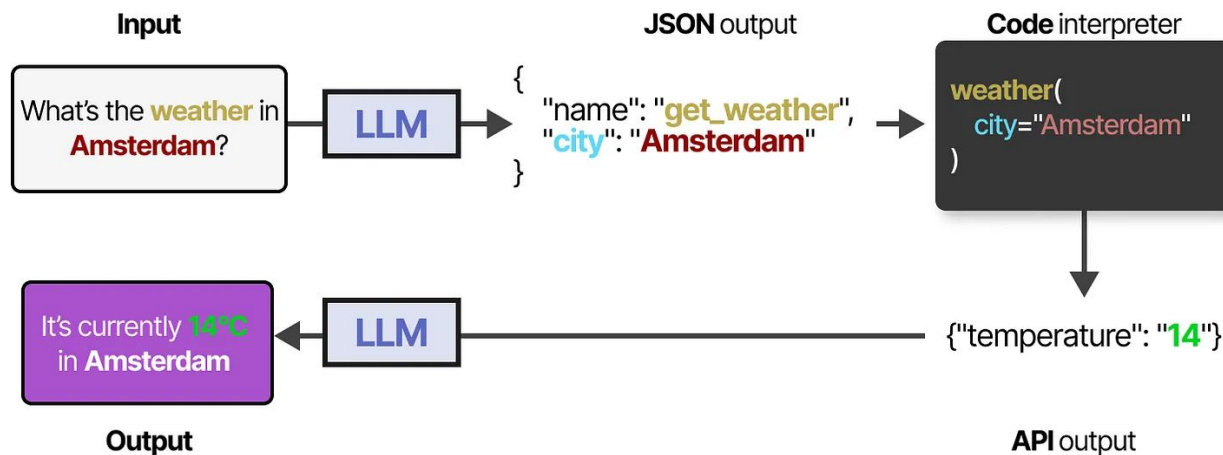 Input
What's the weather in
Amsterdam?
LLM
JSON output
{
"name": "get_weather",
"city": "Amsterdam"
}
Code interpreter
weather(
city="Amsterdam"
)
{"temperature": "14"}
API output
LLM
It's currently 14°C
in Amsterdam
Output